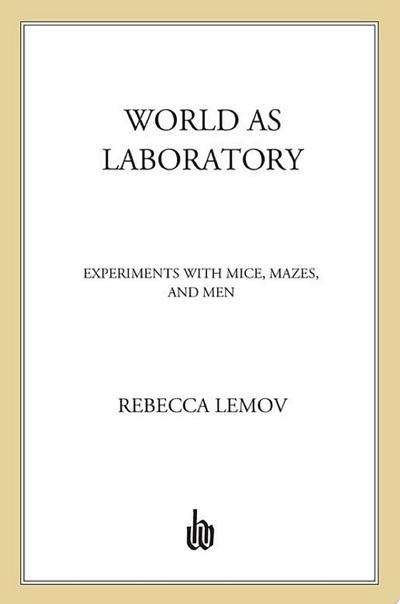 WORLD AS
LABORATORY
EXPERIMENTS WITH MICE, MAZES,
AND MEN
REBECCA LEMOV